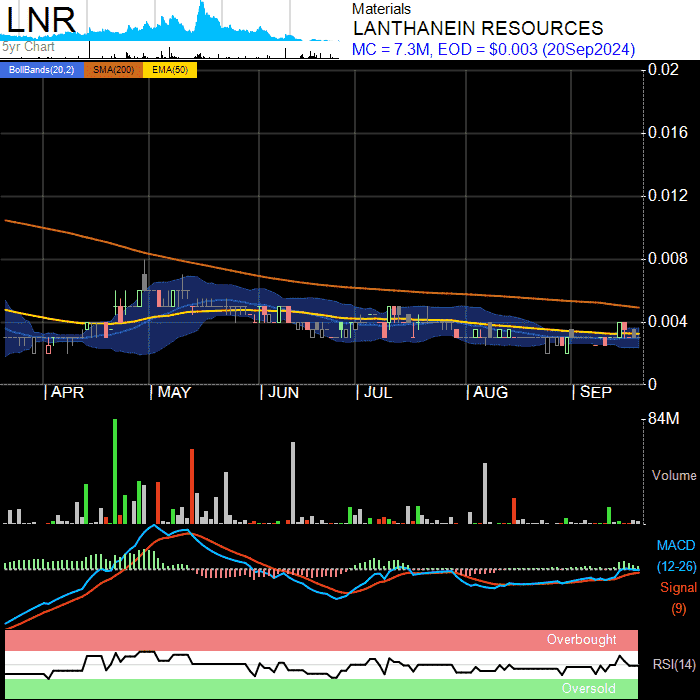 LNR
5yr Chart
Materials
LANTHANEIN RESOURCES
MC = 7.3M, EOD = $0.003 (20Sep2024)
BollBands(20,2) SMA(200) EMA(50)
0.02
0.016
0.012
0.008
0.004
0
APR MAY JUN JUL AUG SEP
84M
Volume
MACD
(12-26)
Signal
(9)
Overbought
RSI(14)
Oversold